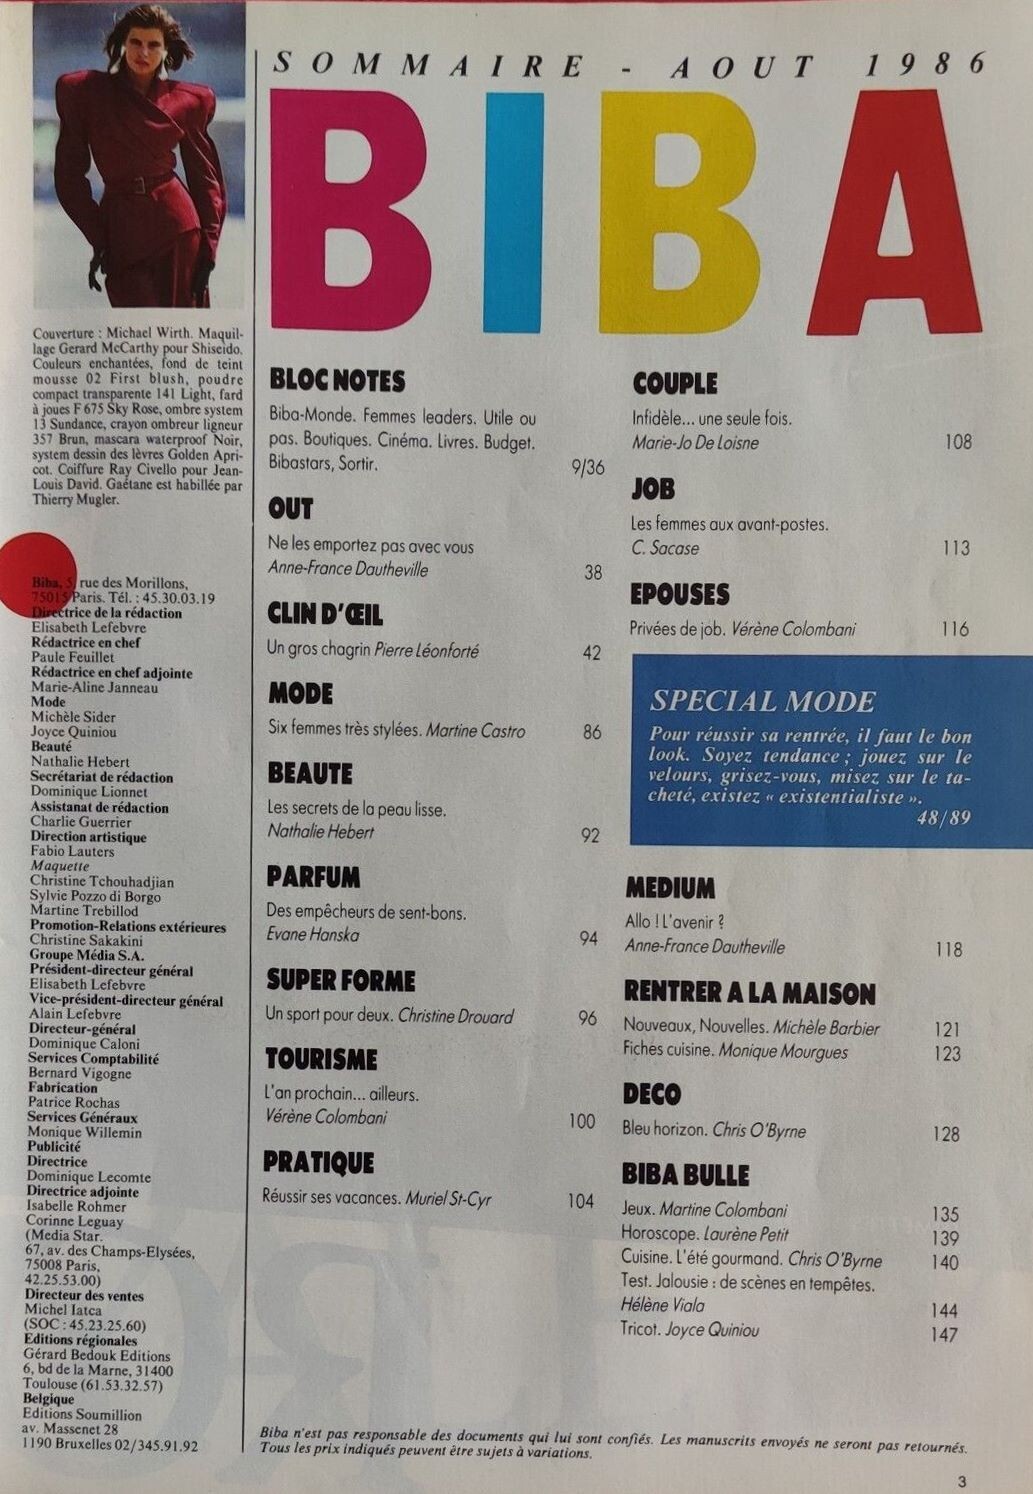 SOMMAIRE - AOUT 1986
BIBA
Couverture : Michael Wirth. Maquil-
lage Gerard McCarthy pour Shiseido.
Couleurs enchantées, fond de teint
mousse 02 First blush, poudre
compact transparente 141 Light, fard
à joues F 675 Sky Rose, ombre system
13 Sundance, crayon ombreur ligneur
357 Brun, mascara waterproof Noir,
system dessin des lèvres Golden Apri-
cot. Coiffure Ray Civello pour Jean-
Louis David. Gaétane est habillée par
Thierry Mugler.
Biba, 5, rue des Morillons,
75015 Paris. Tél. : 45.30.03.19
Directrice de la rédaction
Elisabeth Lefebvre
Rédactrice en chef
Paule Feuillet
Rédactrice en chef adjointe
Marie-Aline Janneau
Mode
Michèle Sider
Joyce Quiniou
Beauté
Nathalie Hebert
Secrétariat de rédaction
Dominique Lionnet
Assistanat de rédaction
Charlie Guerrier
Direction artistique
Fabio Lauters
Maquette
Christine Tchouhadjian
Sylvie Pozzo di Borgo
Martine Trebillod
Promotion-Relations extérieures
Christine Sakakini
Groupe Média S.A.
Président-directeur général
Elisabeth Lefebvre
Vice-président-directeur général
Alain Lefebvre
Directeur-général
Dominique Caloni
Services Comptabilité
Bernard Vigogne
Fabrication
Patrice Rochas
Services Généraux
Monique Willemin
Publicité
Directrice
Dominique Lecomte
Directrice adjointe
Isabelle Rohmer
Corinne Leguay
(Media Star.
67, av. des Champs-Elysées,
75008 Paris,
42.25.53.00)
Directeur des ventes
Michel Iatca
(SOC : 45.23.25.60)
Editions régionales
Gérard Bedouk Editions
6, bd de la Marne, 31400
Toulouse (61.53.32.57)
Belgique
Editions Soumillion
av. Massenet 28
1190 Bruxelles 02/345.91.92
BLOC NOTES
Biba-Monde. Femmes leaders. Utile ou
pas. Boutiques. Cinéma. Livres. Budget.
Bibastars, Sortir. 9/36
OUT
Ne les emportez pas avec vous
Anne-France Dautheville 38
CLIN D'ŒIL
Un gros chagrin Pierre Léonforté 42
MODE
Six femmes très stylées. Martine Castro 86
BEAUTE
Les secrets de la peau lisse.
Nathalie Hebert 92
PARFUM
Des empêcheurs de sent-bons.
Evane Hanska 94
SUPER FORME
Un sport pour deux. Christine Drouard 96
TOURISME
L'an prochain... ailleurs.
Vérène Colombani 100
PRATIQUE
Réussir ses vacances. Muriel St-Cyr 104
COUPLE
Infidèle... une seule fois.
Marie-Jo De Loisne 108
JOB
Les femmes aux avant-postes.
C. Sacase 113
EPOUSES
Privées de job. Vérène Colombani 116
SPECIAL MODE
Pour réussir sa rentrée, il faut le bon
look. Soyez tendance ; jouez sur le
velours, grisez-vous, misez sur le ta-
cheté, existez « existentialiste ».
48/89
MEDIUM
Allo ! L'avenir ?
Anne-France Dautheville 118
RENTRER A LA MAISON
Nouveaux, Nouvelles. Michèle Barbier 121
Fiches cuisine. Monique Mourgues 123
DECO
Bleu horizon. Chris O'Byrne 128
BIBA BULLE
Jeux. Martine Colombani 135
Horoscope. Laurène Petit 139
Cuisine. L'été gourmand. Chris O'Byrne 140
Test. Jalousie : de scènes en tempêtes.
Hélène Viala 144
Tricot. Joyce Quiniou 147
Biba n'est pas responsable des documents qui lui sont confiés. Les manuscrits envoyés ne seront pas retournés.
Tous les prix indiqués peuvent être sujets à variations.
3